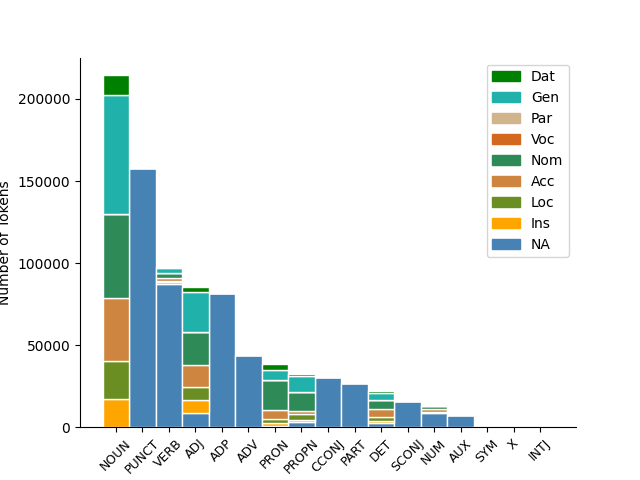 Number of Tokens
200000
150000
100000
50000
0
Dat
Gen
Par
Voc
Nom
Acc
Loc
Ins
NA
NOUN
PUNCT
VERB
ADJ
ADP
ADV
PRON
PROPN
CCONJ
PART
DET
SCONJ
NUM
AUX
SYM
X
INTJ